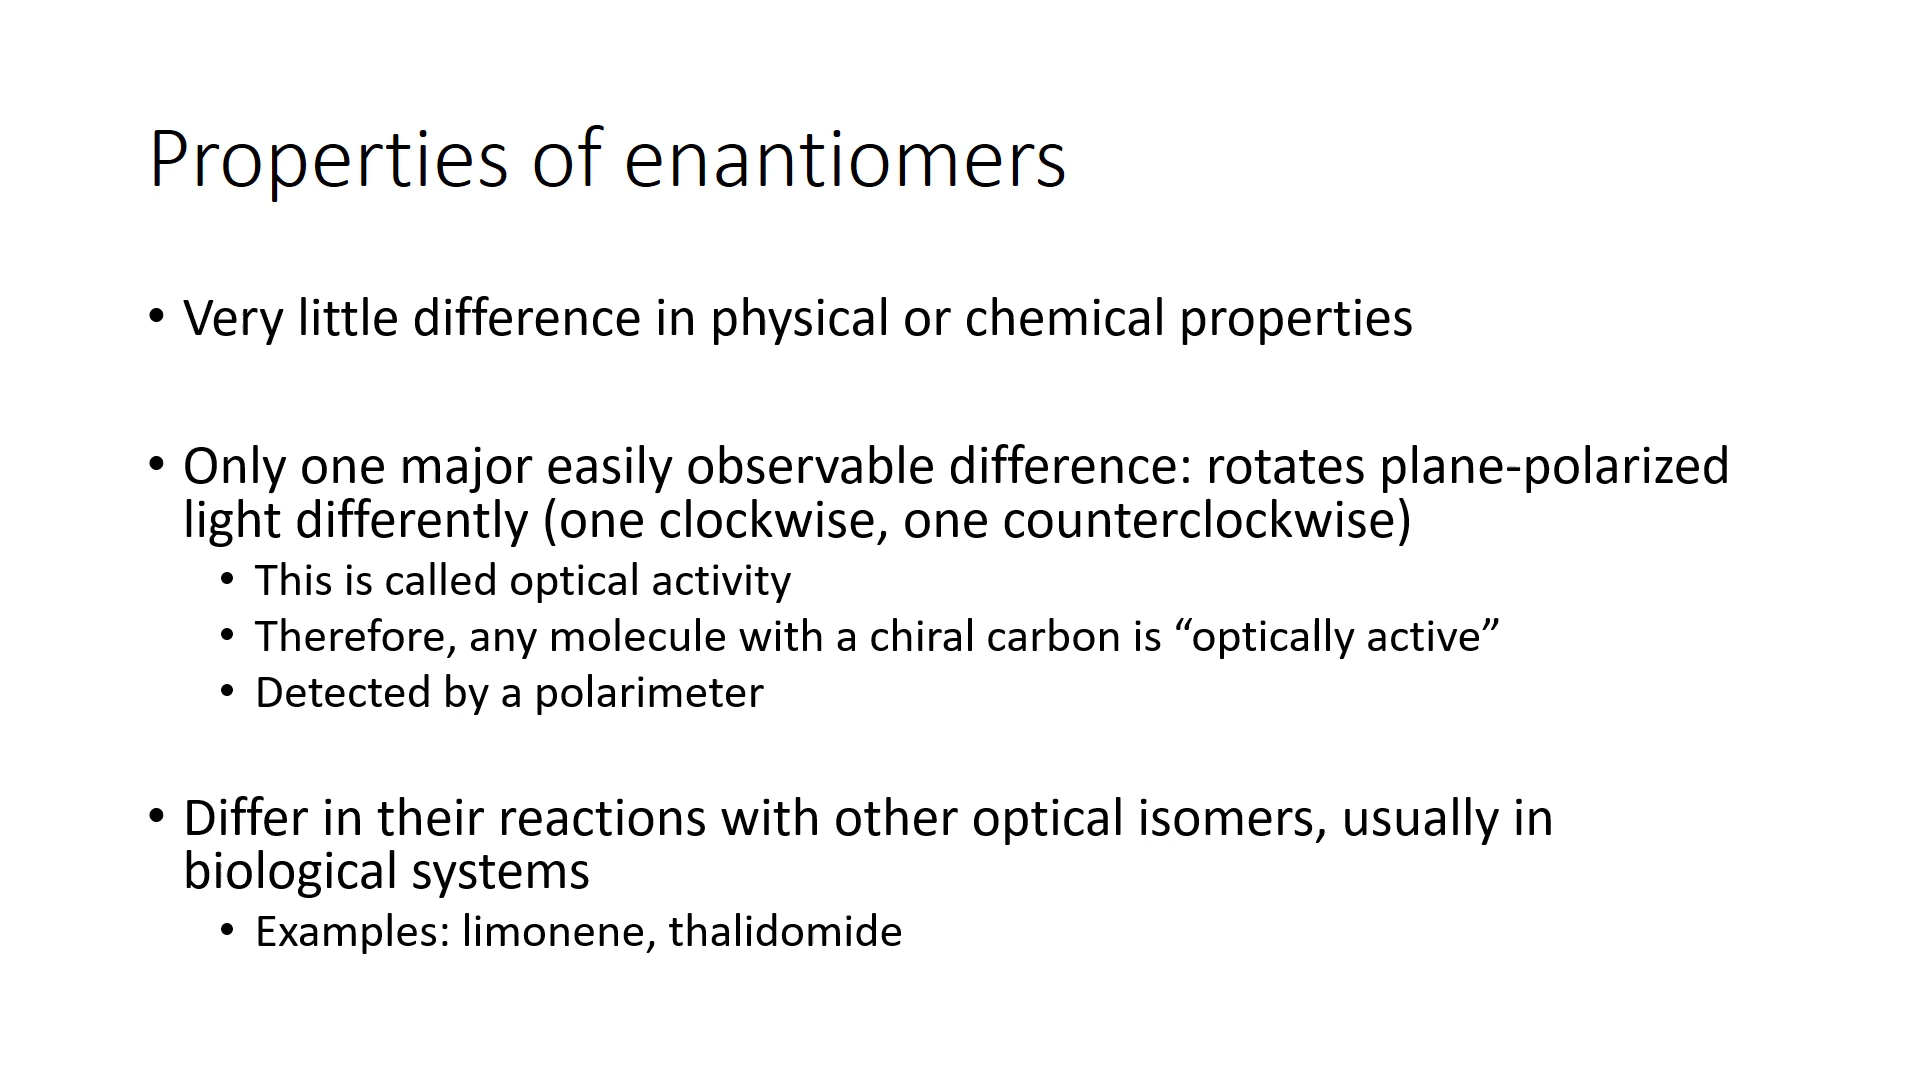 Properties of enantiomers
• Very little difference in physical or chemical properties
• Only one major easily observable difference: rotates plane-polarized
light differently (one clockwise, one counterclockwise)
• This is called optical activity
• Therefore, any molecule with a chiral carbon is “optically active”
• Detected by a polarimeter
• Differ in their reactions with other optical isomers, usually in
biological systems
• Examples: limonene, thalidomide